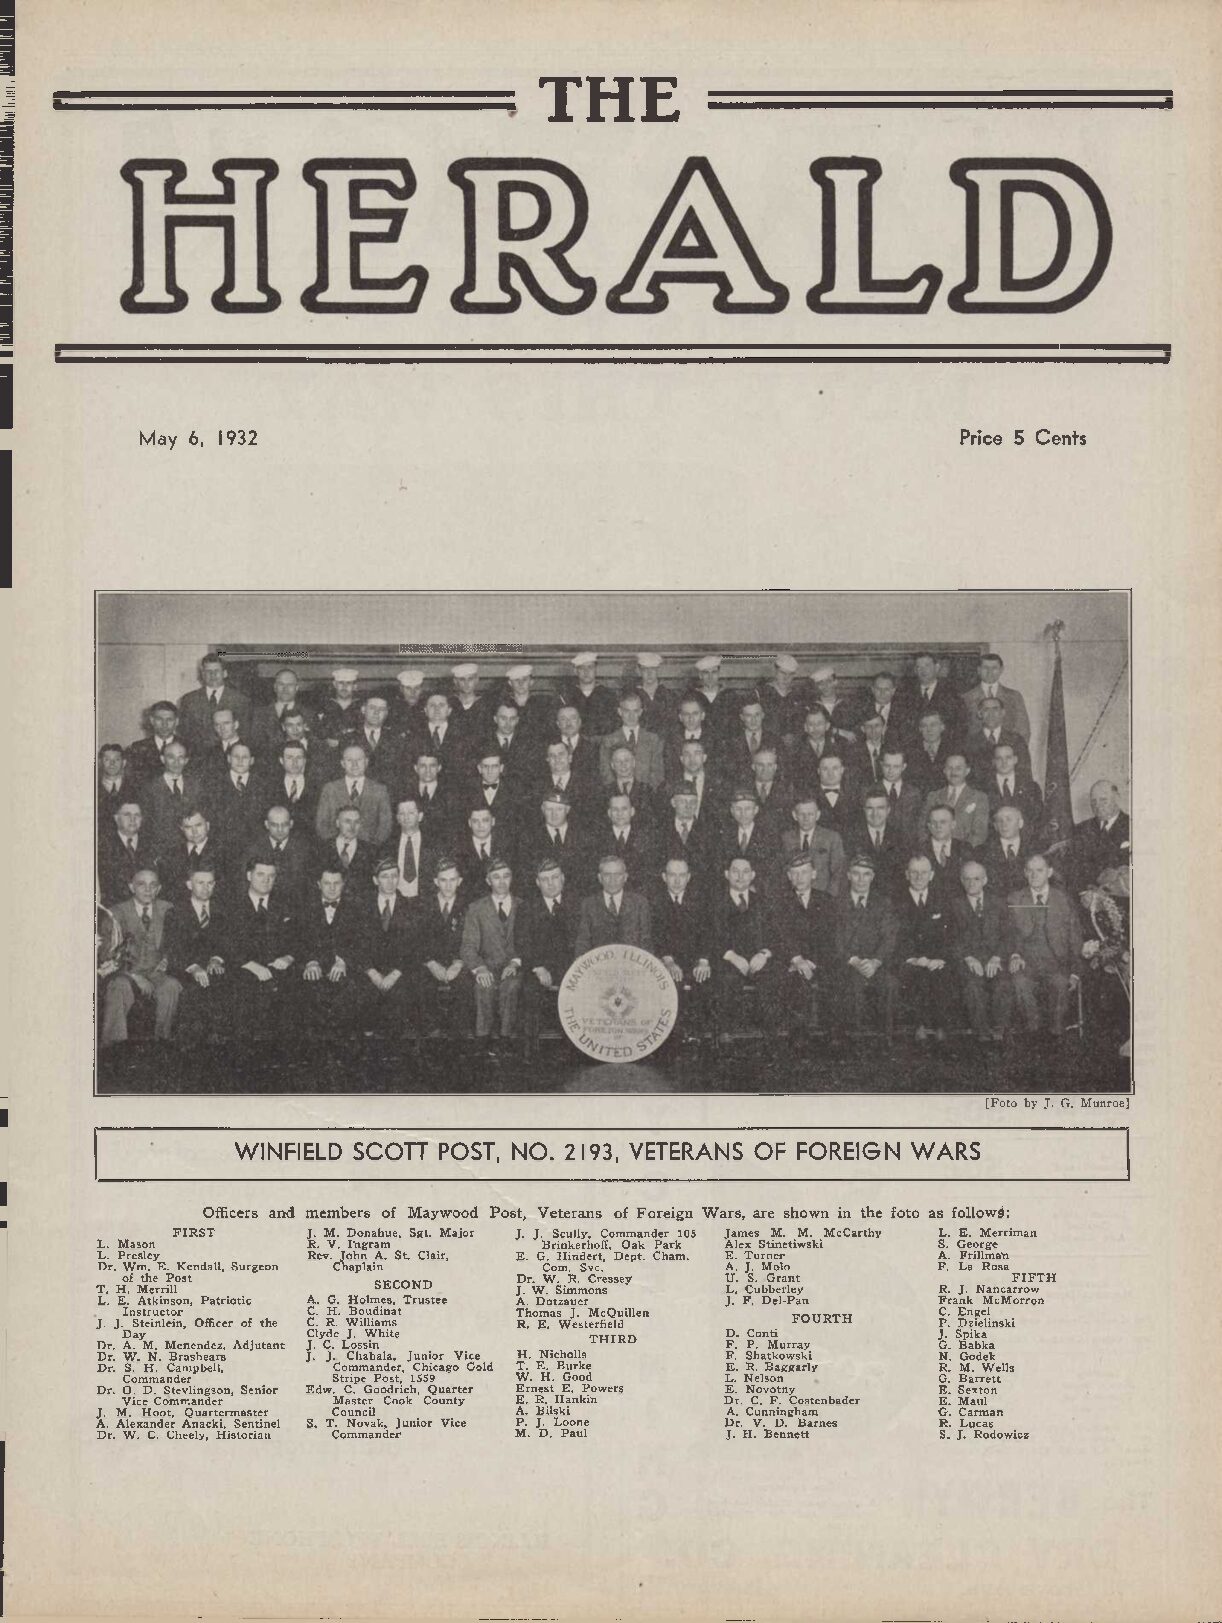 THE
HERALD
May 6, 1932
Price 5 Cents
MAYWOOD, ILLINOIS
VETERANS OF
FOREIGN WARS
OF
THE UNITED STATES
[Foto by J. G. Munroe]
WINFIELD SCOTT POST, NO. 2193, VETERANS OF FOREIGN WARS
Officers and members of Maywood Post, Veterans of Foreign Wars, are shown in the foto as follows:
FIRST
L. Mason
L. Presley
Dr. Wm. E. Kendall, Surgeon
of the Post
T. H. Merrill
L. E. Atkinson, Patriotic
Instructor
J. J. Steinlein, Officer of the
Day
Dr. A. M. Menendez, Adjutant
Dr. W. N. Brashears
Dr. S. H. Campbell,
Commander
Dr. O. D. Stevlingson, Senior
Vice Commander
J. M. Hoot, Quartermaster
A. Alexander Anacki, Sentinel
Dr. W. C. Cheely, Historian
J. M. Donahue, Sgt. Major
R. V. Ingram
Rev. John A. St. Clair,
Chaplain
SECOND
A. G. Holmes, Trustee
C. H. Boudinat
C. R. Williams
Clyde J. White
J. C. Lossin
J. J. Chabala, Junior Vice
Commander, Chicago Gold
Stripe Post, 1559
Edw. C. Goodrich, Quarter
Master Cook County
Council
S. T. Novak, Junior Vice
Commander
J. J. Scully, Commander 105
Brinkerhoff, Oak Park
E. G. Hindert, Dept. Cham.
Com. Svc.
Dr. W. R. Cressey
J. W. Simmons
A. Dotzauer
Thomas J. McQuillen
R. E. Westerfield
THIRD
H. Nicholls
T. E. Burke
W. H. Good
Ernest E. Powers
E. R. Hankin
A. Bilski
P. J. Loone
M. D. Paul
James M. M. McCarthy
Alex Stinetiwski
E. Turner
A. J. Molo
U. S. Grant
L. Cubberley
J. F. Del-Pan
FOURTH
D. Conti
F. P. Murray
F. Shatkowski
E. R. Baggarly
L. Nelson
E. Novotny
Dr. C. F. Costenbader
A. Cunningham
Dr. V. D. Barnes
J. H. Bennett
L. E. Merriman
S. George
A. Frillman
F. La Rosa
FIFTH
R. J. Nancarrow
Frank McMorron
C. Engel
P. Dzielinski
J. Spika
G. Babka
N. Godek
R. M. Wells
G. Barrett
E. Sexton
E. Maul
G. Carman
R. Lucas
S. J. Rodowicz